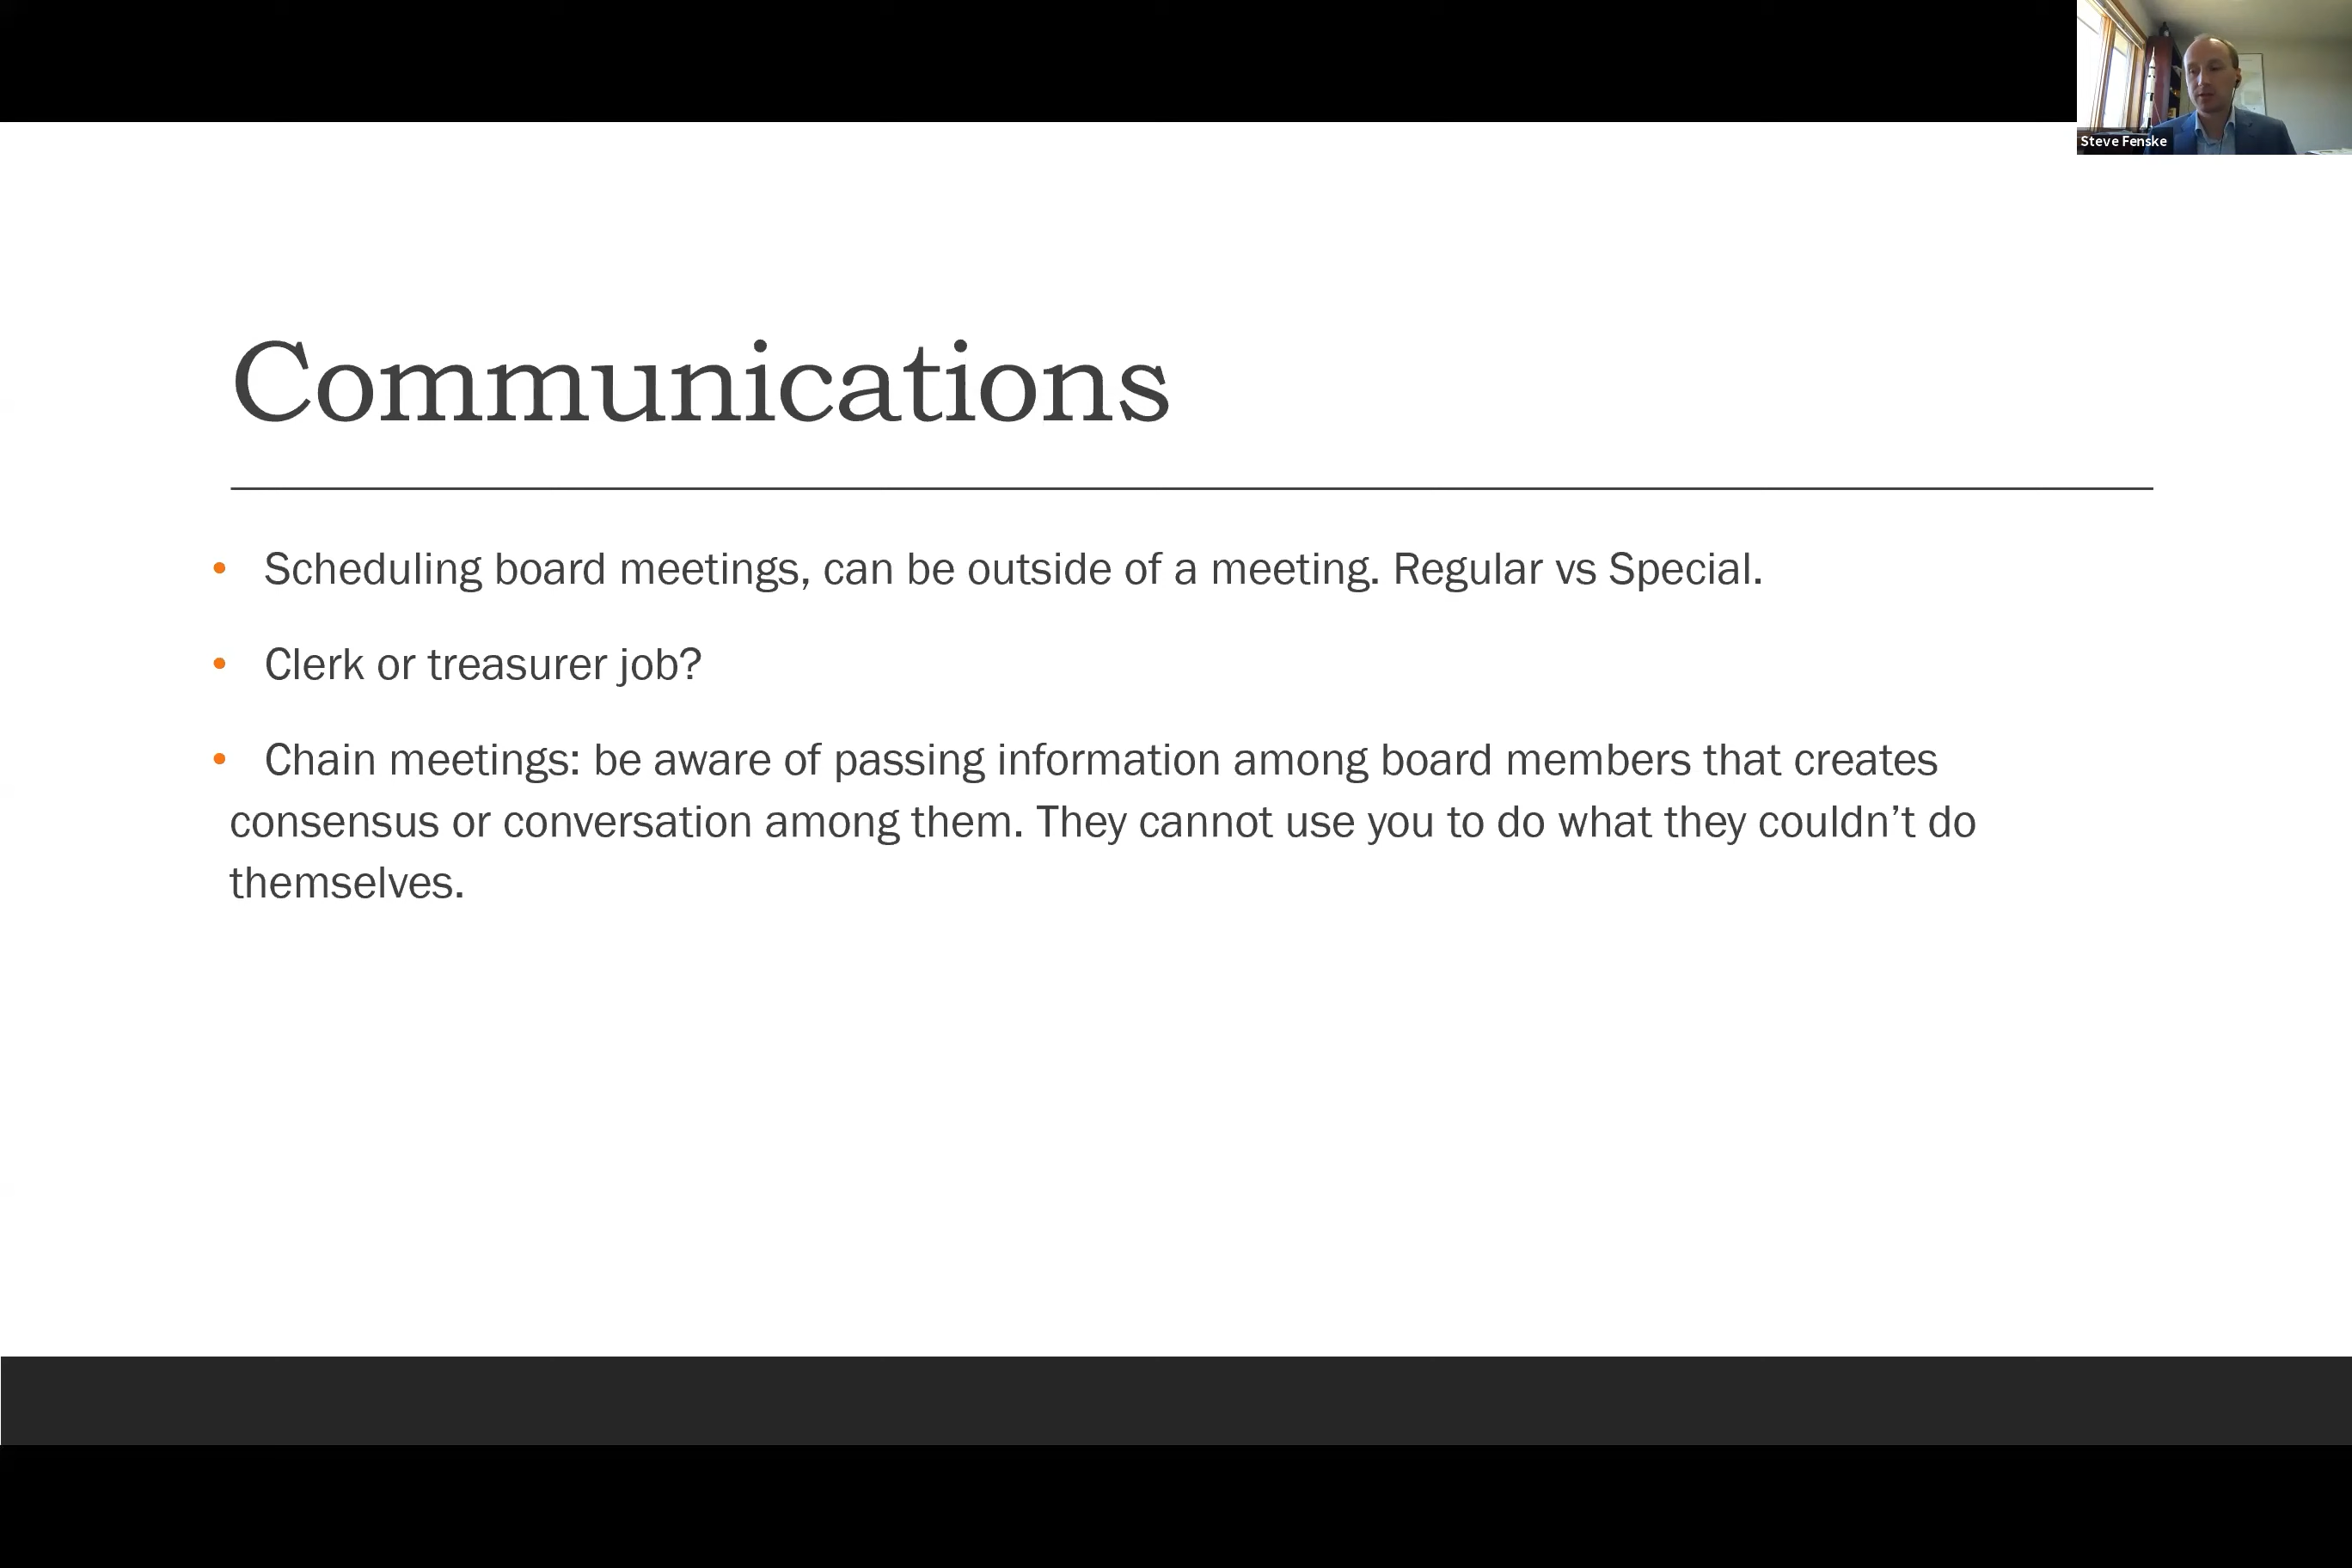 Steve Fenske
Communications
• Scheduling board meetings, can be outside of a meeting. Regular vs Special.
• Clerk or treasurer job?
• Chain meetings: be aware of passing information among board members that creates
consensus or conversation among them. They cannot use you to do what they couldn’t do
themselves.